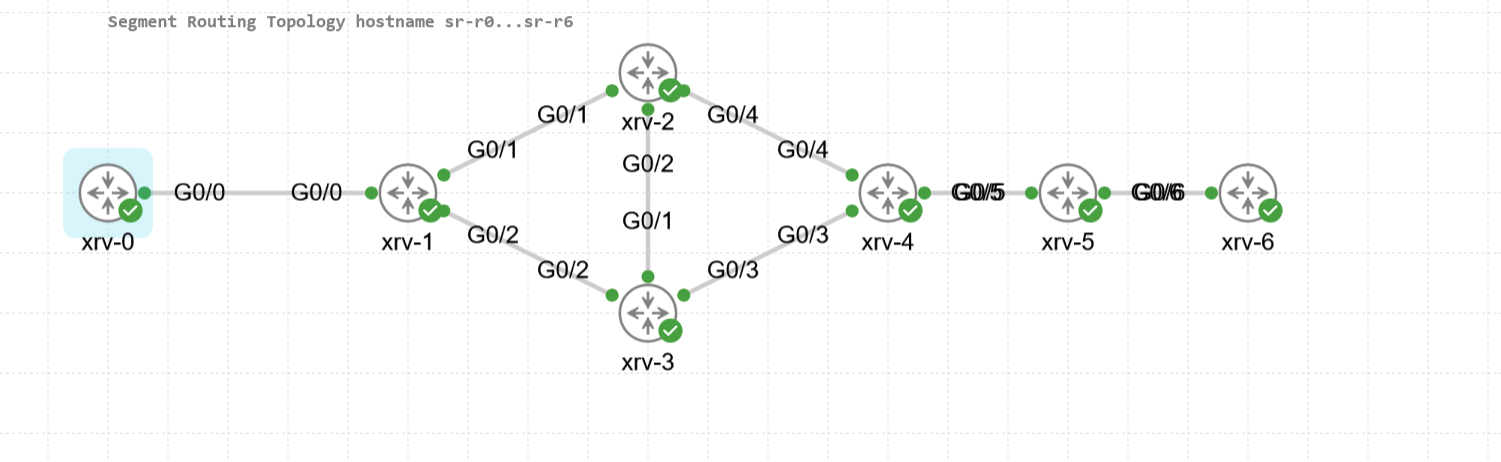 Segment Routing Topology hostname sr-r0...sr-r6
G0/1
xrv-2
G0/4
G0/1
G0/2
G0/4
G0/0
G0/0
G0/5
G0/6
G0/1
xrv-0
xrv-1
G0/2
G0/3
xrv-4
xrv-5
xrv-6
G0/2
G0/3
xrv-3